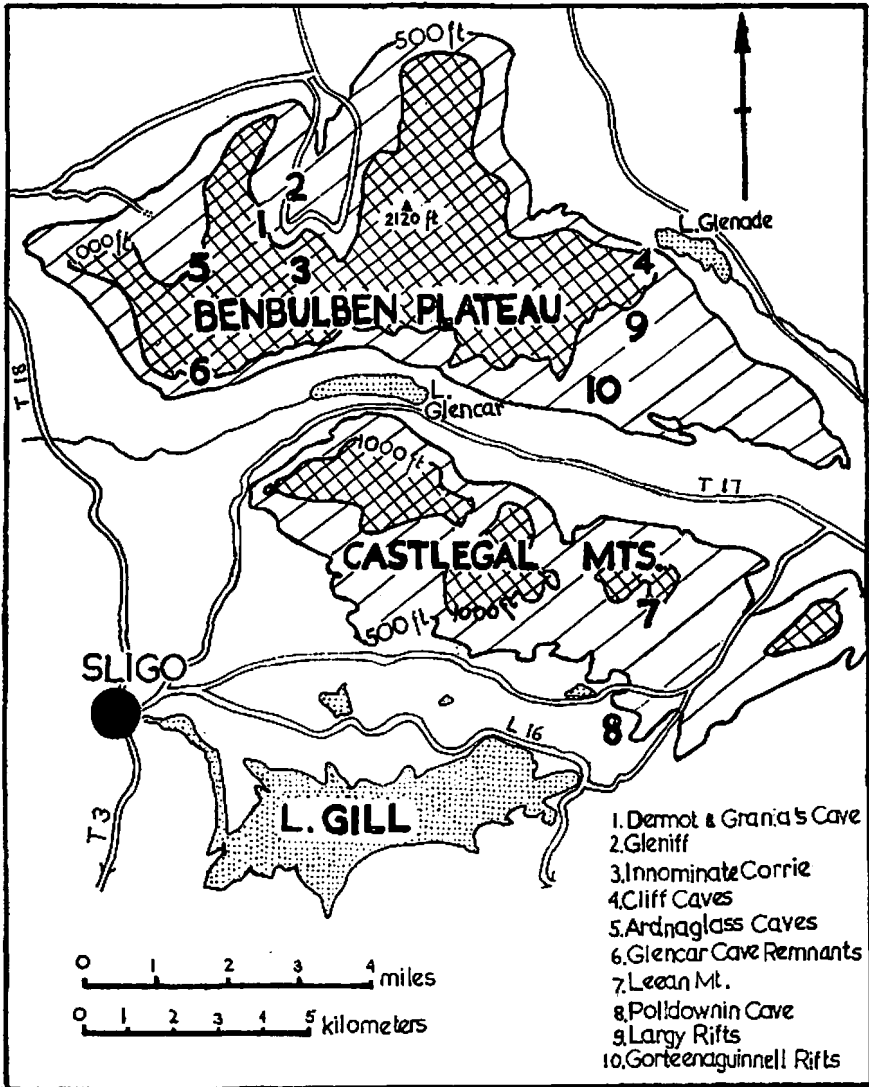 500 ft
2
1
2120 ft
L. Glenade
1000 ft
5
3
4
BENBULBEN PLATEAU
9
6
10
T 18
L.
Glencar
1000 ft
T 17
CASTLEGAL MTS.
7
500 ft
1000 ft
SLIGO
8
L 16
L. GILL
T 3
1. Dermot & Grania's Cave
2. Gleniff
3. Innominate Corrie
4. Cliff Caves
5. Ardnaglass Caves
6. Glencar Cave Remnants
7. Leean Mt.
8. Polldownin Cave
9. Largy Rifts
10. Gorteenaguinnell Rifts
0 1 2 3 4 miles
0 1 2 3 4 5 kilometers